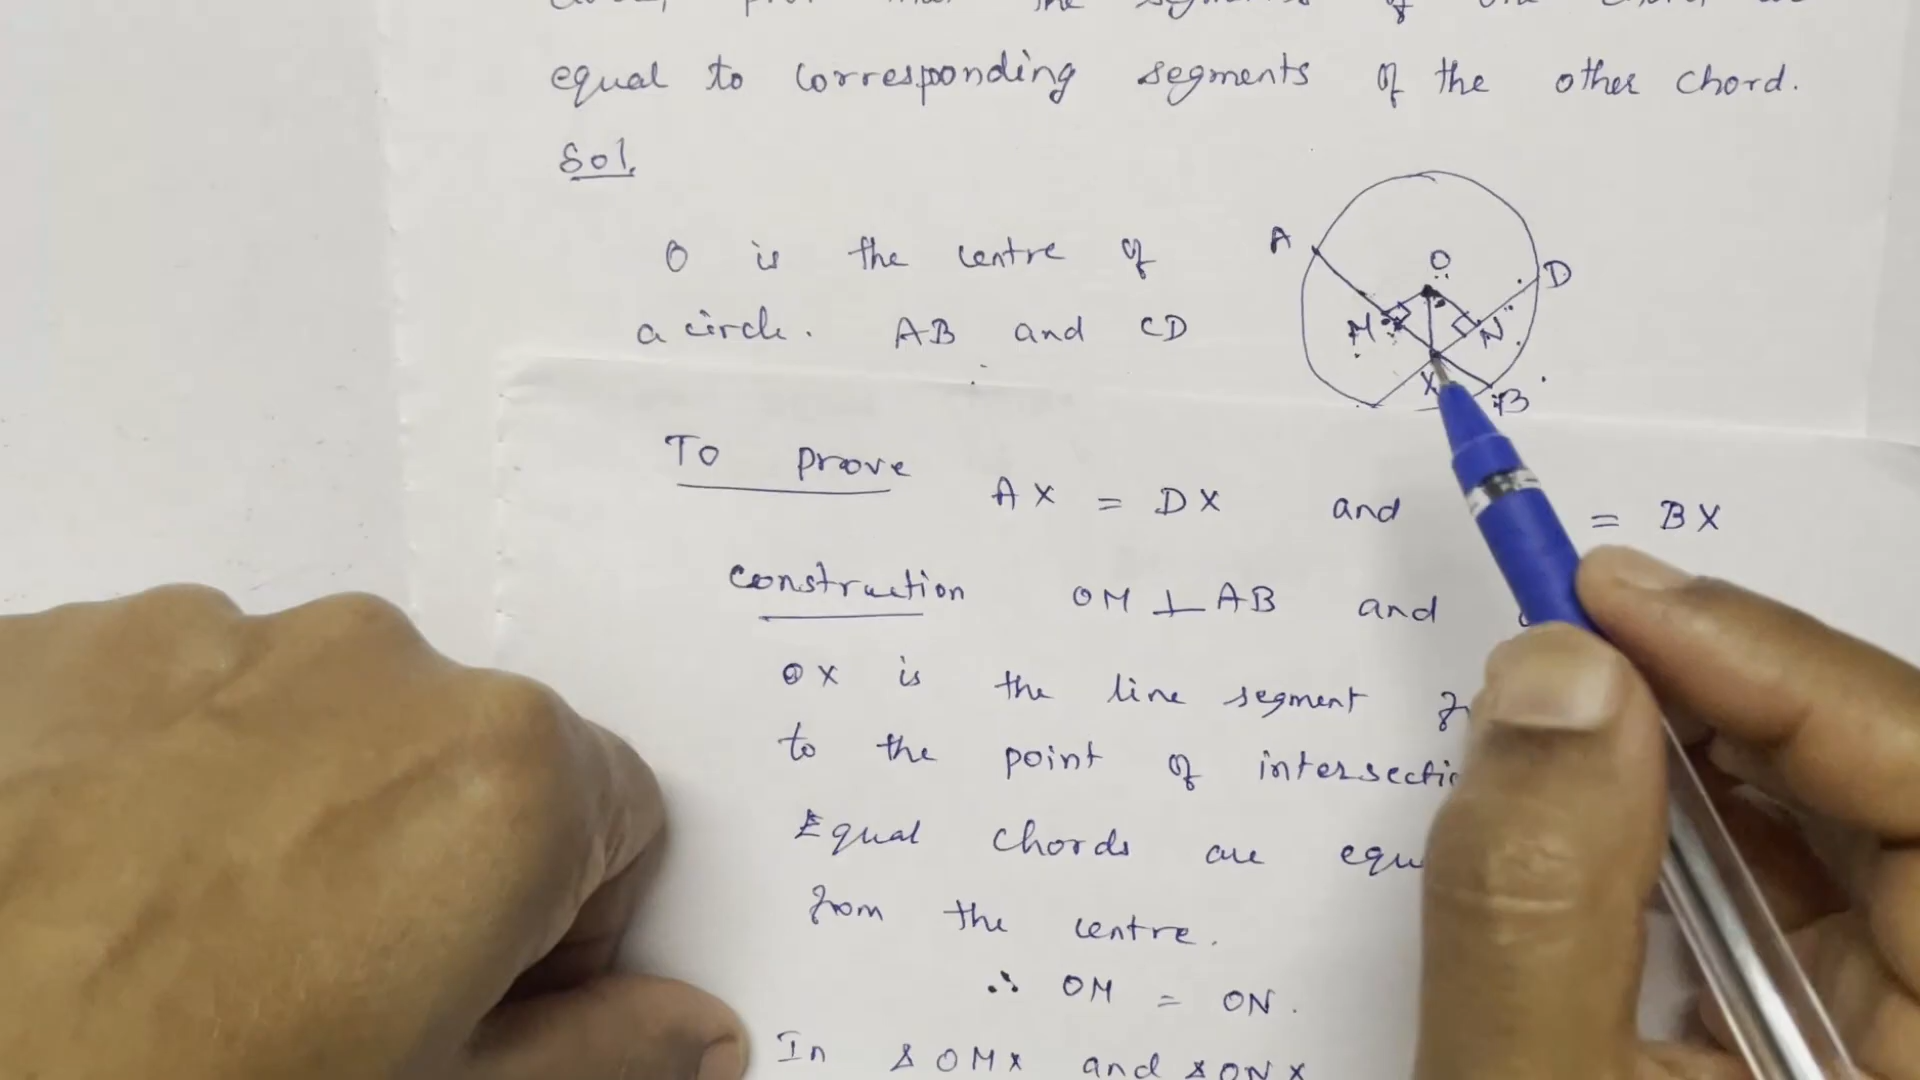 equal to corresponding segments of the other chord.
Sol.
O is the centre of
a circle. AB and CD
A
O
D
M
N
X
B
To prove AX = DX and = BX
construction OM ⊥ AB and
OX is the line segment
to the point of intersectio
Equal chords are equ
from the centre.
∴ OM = ON.
In △ OMX and △ ONX